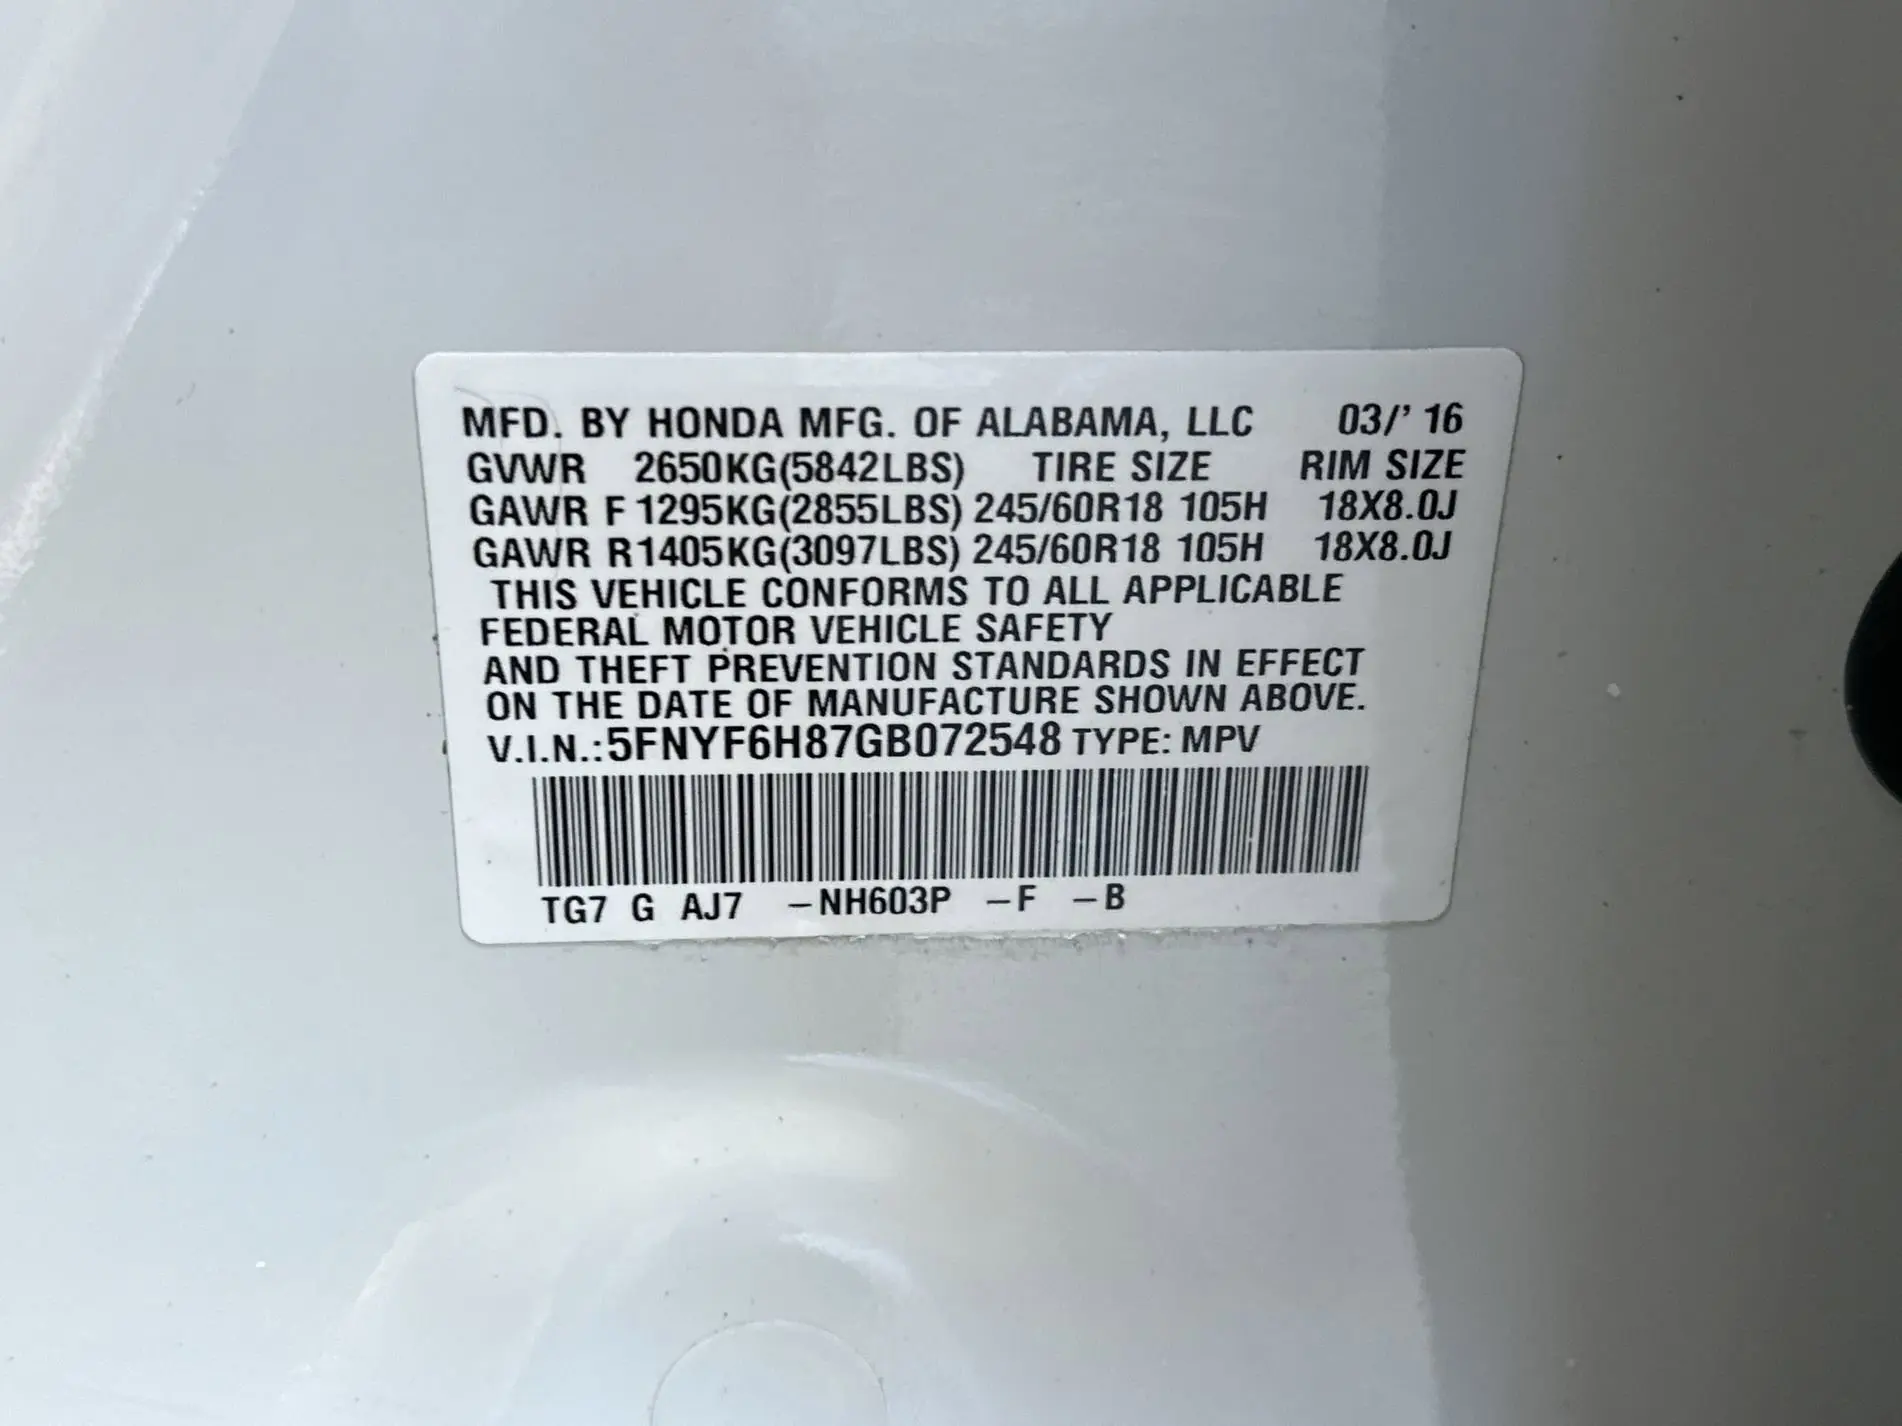 MFD. BY HONDA MFG. OF ALABAMA, LLC 03/' 16
GVWR 2650KG(5842LBS) TIRE SIZE RIM SIZE
GAWR F 1295KG(2855LBS) 245/60R18 105H 18X8.0J
GAWR R1405KG(3097LBS) 245/60R18 105H 18X8.0J
THIS VEHICLE CONFORMS TO ALL APPLICABLE
FEDERAL MOTOR VEHICLE SAFETY
AND THEFT PREVENTION STANDARDS IN EFFECT
ON THE DATE OF MANUFACTURE SHOWN ABOVE.
V.I.N.:5FNYF6H87GB072548 TYPE: MPV
TG7 G AJ7 –NH603P –F –B